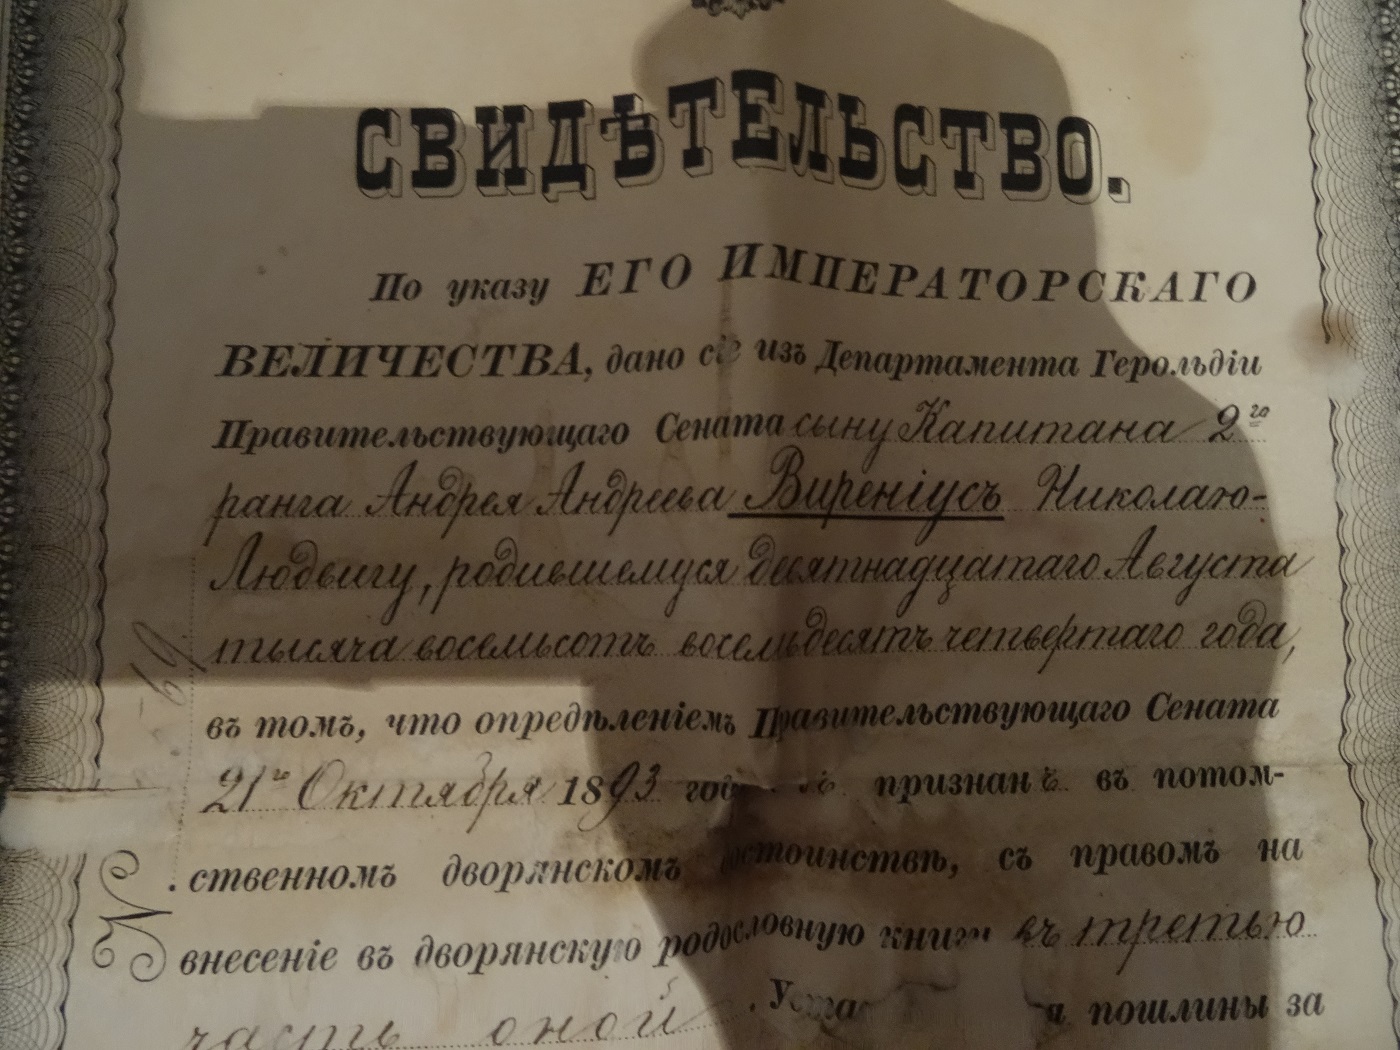 СВИДѢТЕЛЬСТВО.
По указу ЕГО ИМПЕРАТОРСКАГО
ВЕЛИЧЕСТВА, дано сіе изъ Департамента Герольдіи
Правительствующаго Сената сыну Капитана 2го
ранга Андрея Андреева Виреніусъ Николаю-
Людвигу, родившемуся девятнадцатаго Августа
тысяча восемьсотъ восемьдесятъ четвертаго года,
въ томъ, что опредѣленіемъ Правительствующаго Сената
21го Октября 1893 признанъ въ потом-
ственномъ дворянскомъ достоинствѣ, съ правомъ на
внесеніе въ дворянскую родословную книгу въ третью
часть оной. пошлины за
№ 69